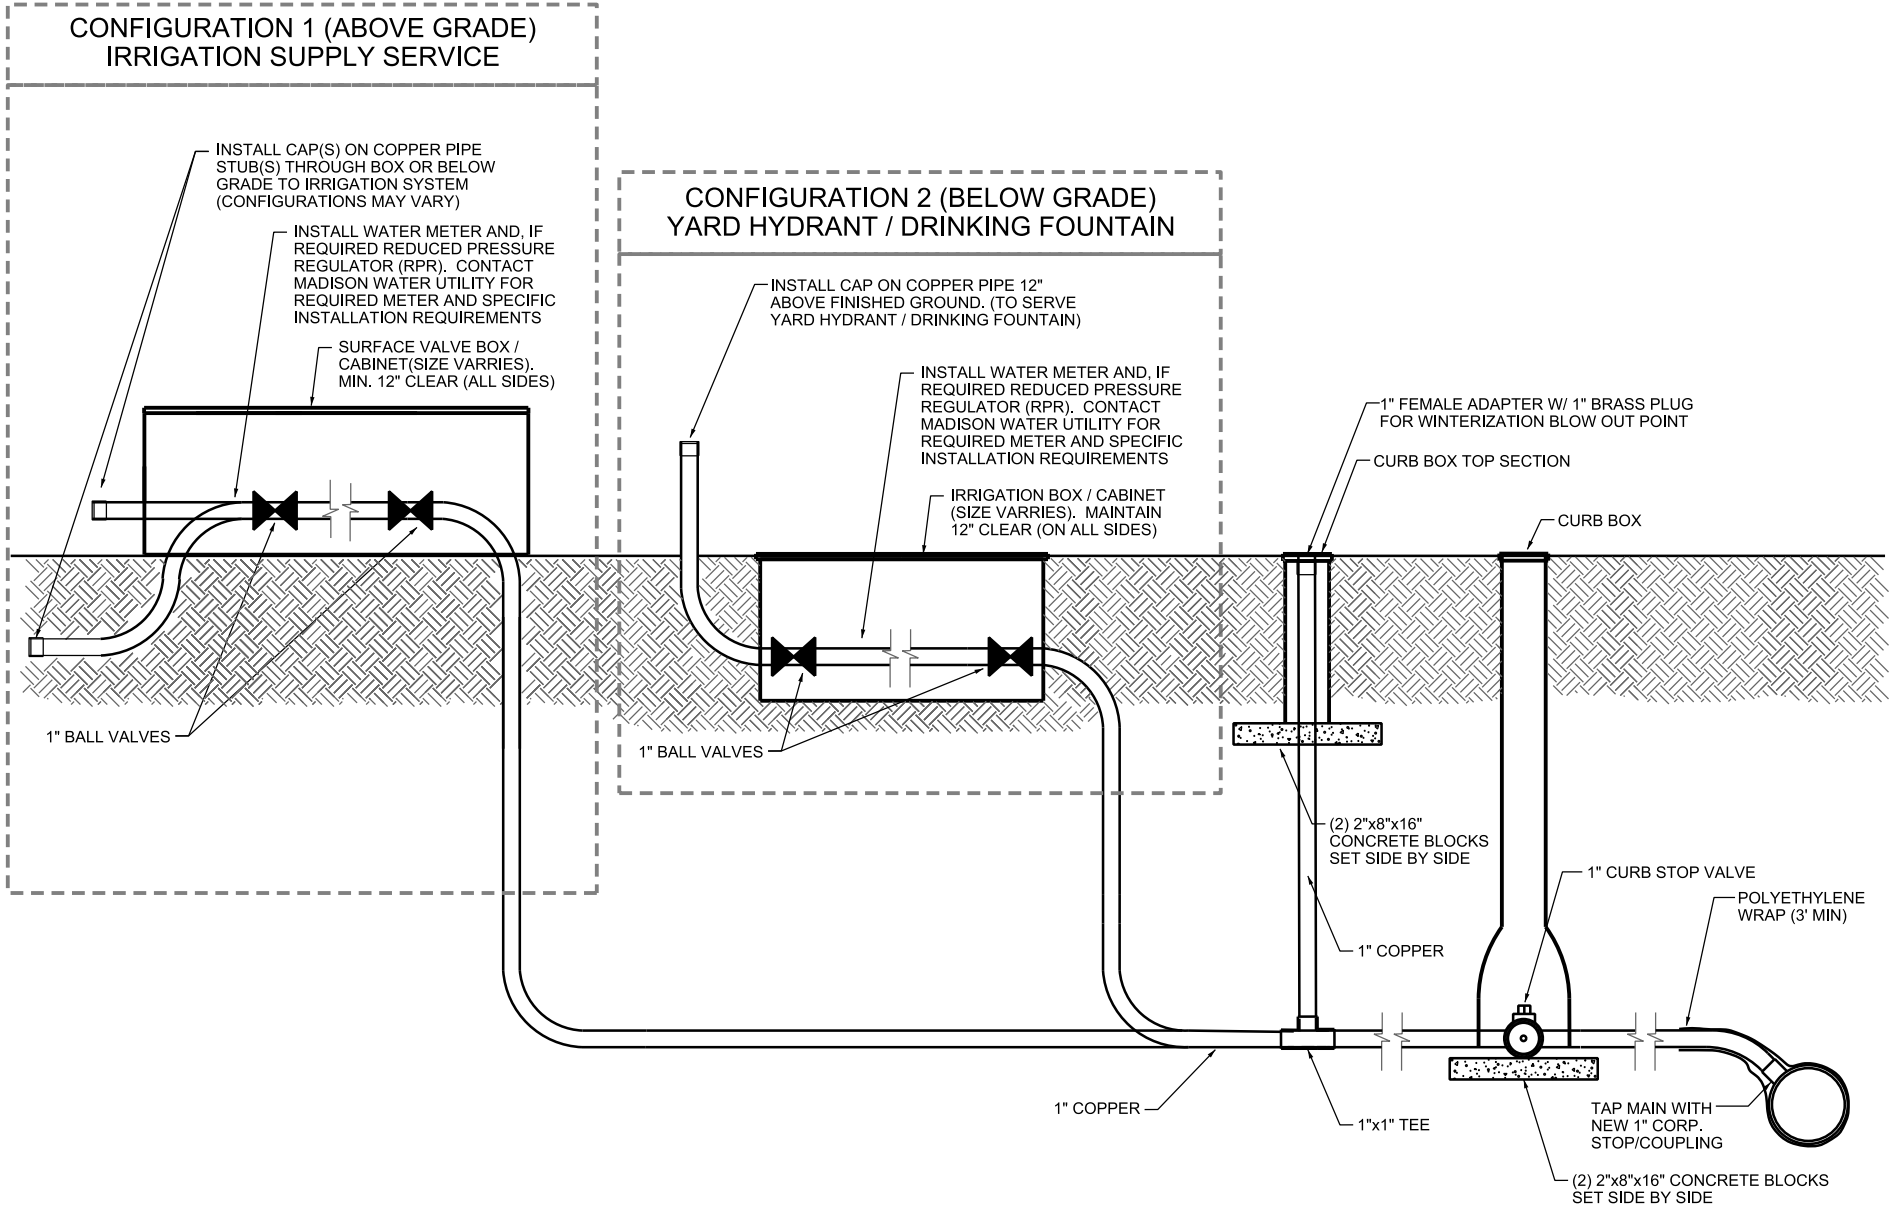 CONFIGURATION 1 (ABOVE GRADE)
IRRIGATION SUPPLY SERVICE
INSTALL CAP(S) ON COPPER PIPE
STUB(S) THROUGH BOX OR BELOW
GRADE TO IRRIGATION SYSTEM
(CONFIGURATIONS MAY VARY)
INSTALL WATER METER AND, IF
REQUIRED REDUCED PRESSURE
REGULATOR (RPR). CONTACT
MADISON WATER UTILITY FOR
REQUIRED METER AND SPECIFIC
INSTALLATION REQUIREMENTS
SURFACE VALVE BOX /
CABINET(SIZE VARRIES).
MIN. 12" CLEAR (ALL SIDES)
1" BALL VALVES
CONFIGURATION 2 (BELOW GRADE)
YARD HYDRANT / DRINKING FOUNTAIN
INSTALL CAP ON COPPER PIPE 12"
ABOVE FINISHED GROUND. (TO SERVE
YARD HYDRANT / DRINKING FOUNTAIN)
INSTALL WATER METER AND, IF
REQUIRED REDUCED PRESSURE
REGULATOR (RPR). CONTACT
MADISON WATER UTILITY FOR
REQUIRED METER AND SPECIFIC
INSTALLATION REQUIREMENTS
IRRIGATION BOX / CABINET
(SIZE VARRIES). MAINTAIN
12" CLEAR (ON ALL SIDES)
1" BALL VALVES
1" FEMALE ADAPTER W/ 1" BRASS PLUG
FOR WINTERIZATION BLOW OUT POINT
CURB BOX TOP SECTION
CURB BOX
(2) 2"x8"x16"
CONCRETE BLOCKS
SET SIDE BY SIDE
1" CURB STOP VALVE
POLYETHYLENE
WRAP (3' MIN)
1" COPPER
1" COPPER
1"x1" TEE
TAP MAIN WITH
NEW 1" CORP.
STOP/COUPLING
(2) 2"x8"x16" CONCRETE BLOCKS
SET SIDE BY SIDE